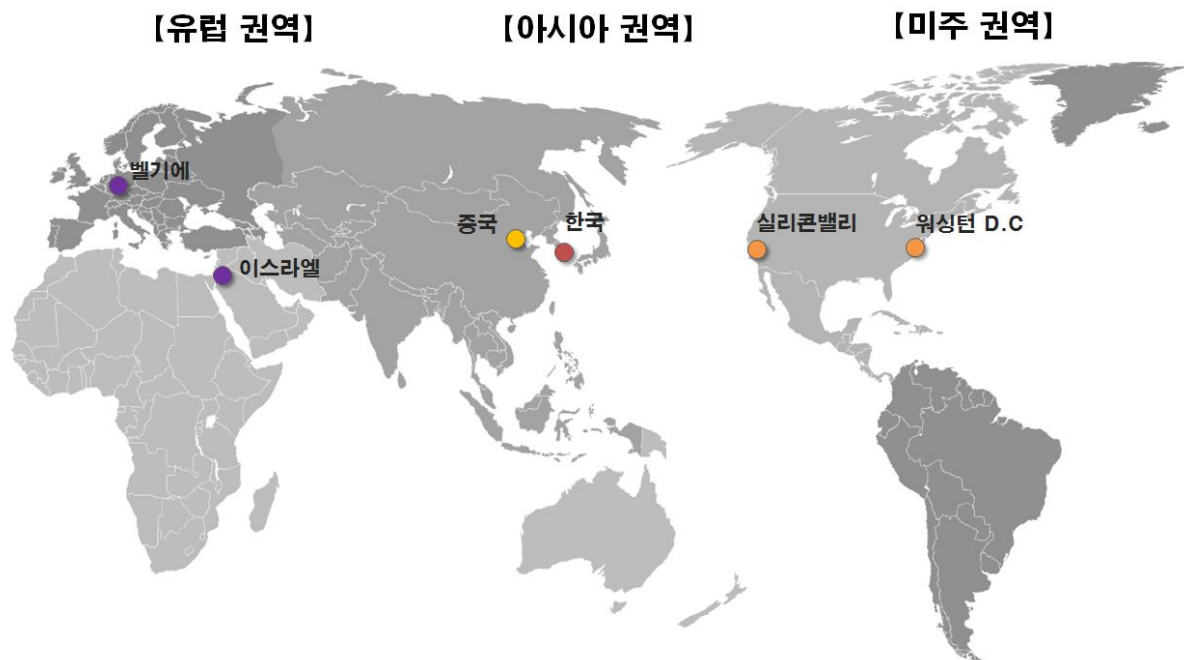 【유럽 권역】
【아시아 권역】
【미주 권역】
벨기에
이스라엘
중국
한국
실리콘밸리
워싱턴 D.C